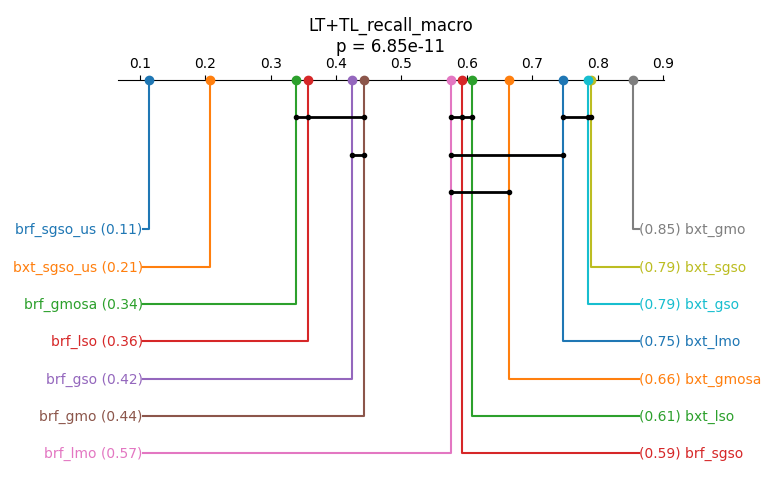 LT+TL_recall_macro
p = 6.85e-11
0.1 0.2 0.3 0.4 0.5 0.6 0.7 0.8 0.9
brf_sgso_us (0.11) (0.85) bxt_gmo
bxt_sgso_us (0.21) (0.79) bxt_sgso
brf_gmosa (0.34) (0.79) bxt_gso
brf_lso (0.36) (0.75) bxt_lmo
brf_gso (0.42) (0.66) bxt_gmosa
brf_gmo (0.44) (0.61) bxt_lso
brf_lmo (0.57) (0.59) brf_sgso